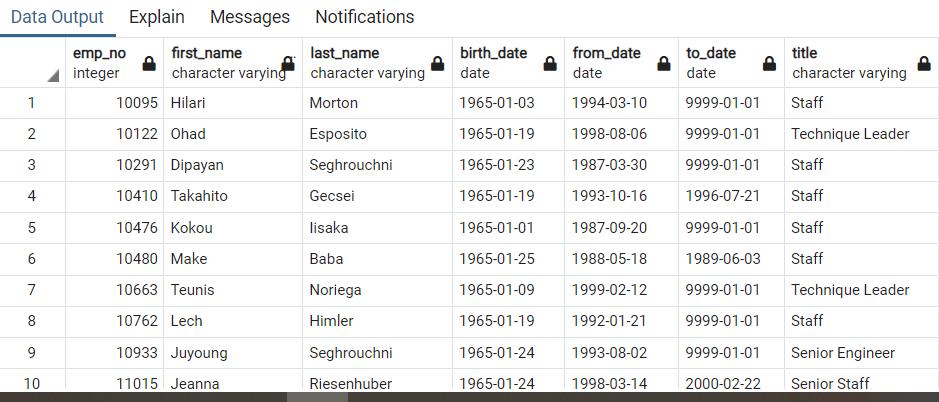 Data Output Explain Messages Notifications
emp_no first_name last_name birth_date from_date to_date title
integer character varying character varying date date date character varying
1 10095 Hilari Morton 1965-01-03 1994-03-10 9999-01-01 Staff
2 10122 Ohad Esposito 1965-01-19 1998-08-06 9999-01-01 Technique Leader
3 10291 Dipayan Seghrouchni 1965-01-23 1987-03-30 9999-01-01 Staff
4 10410 Takahito Gecsei 1965-01-19 1993-10-16 1996-07-21 Staff
5 10476 Kokou Iisaka 1965-01-01 1987-09-20 9999-01-01 Staff
6 10480 Make Baba 1965-01-25 1988-05-18 1989-06-03 Staff
7 10663 Teunis Noriega 1965-01-09 1999-02-12 9999-01-01 Technique Leader
8 10762 Lech Himler 1965-01-19 1992-01-21 9999-01-01 Staff
9 10933 Juyoung Seghrouchni 1965-01-24 1993-08-02 9999-01-01 Senior Engineer
10 11015 Jeanna Riesenhuber 1965-01-24 1998-03-14 2000-02-22 Senior Staff